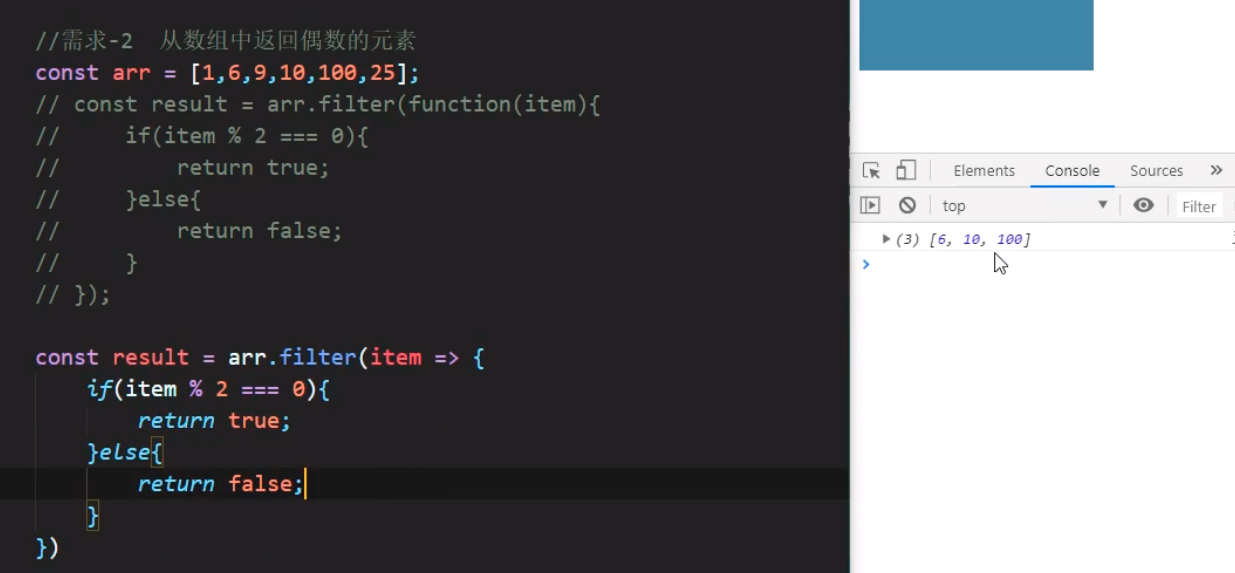 //需求-2  从数组中返回偶数的元素
const arr = [1,6,9,10,100,25];
// const result = arr.filter(function(item){
//     if(item % 2 === 0){
//         return true;
//     }else{
//         return false;
//     }
// });
const result = arr.filter(item => {
    if(item % 2 === 0){
        return true;
    }else{
        return false;
    }
})
Elements Console Sources »
top Filter
(3) [6, 10, 100]